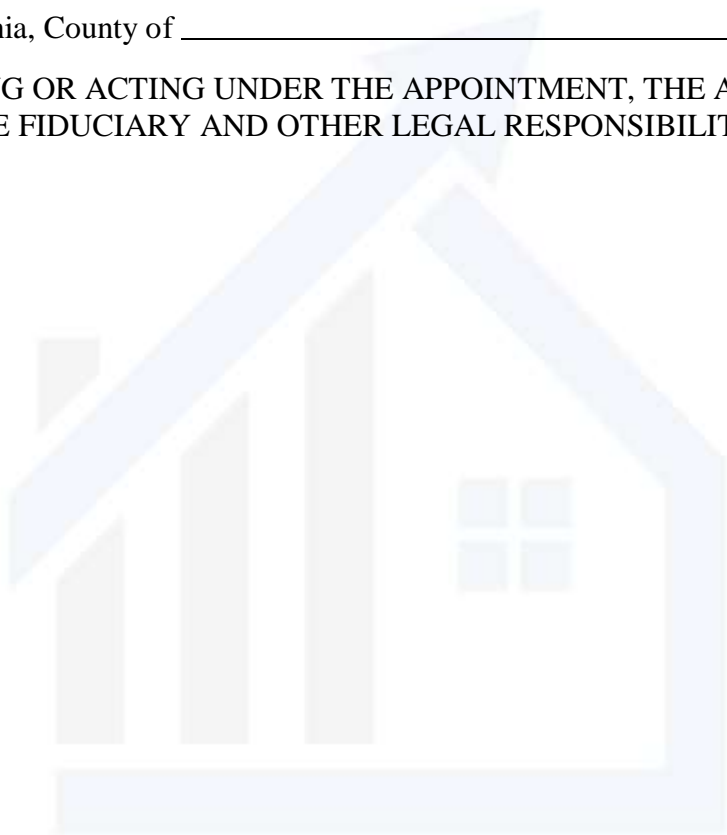 nia, County of
G OR ACTING UNDER THE APPOINTMENT, THE A
E FIDUCIARY AND OTHER LEGAL RESPONSIBILIT